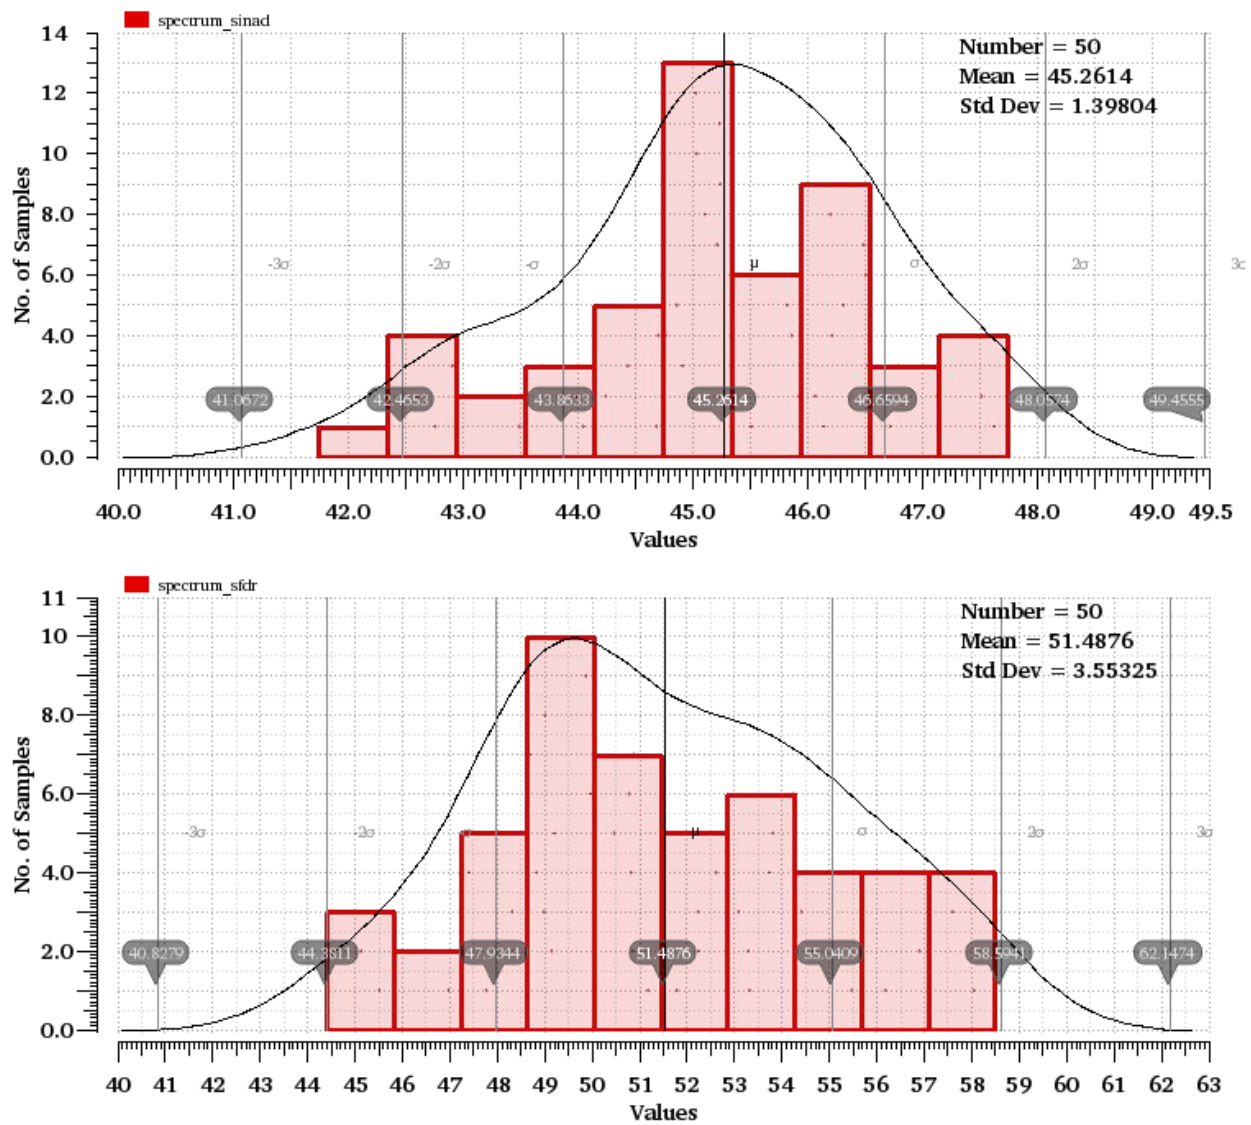 spectrum_sinad
14
12
10
8.0
6.0
4.0
2.0
0.0
No. of Samples
Number = 50
Mean = 45.2614
Std Dev = 1.39804
-3σ -2σ -σ μ σ 2σ 3σ
41.0672 42.4653 43.8633 45.2614 46.6594 48.0574 49.4555
40.0 41.0 42.0 43.0 44.0 45.0 46.0 47.0 48.0 49.0 49.5
Values
spectrum_sfdr
11
10
8.0
6.0
4.0
2.0
0.0
No. of Samples
Number = 50
Mean = 51.4876
Std Dev = 3.55325
-3σ -2σ -σ μ σ 2σ 3σ
40.8279 44.3811 47.9344 51.4876 55.0409 58.5941 62.1474
40 41 42 43 44 45 46 47 48 49 50 51 52 53 54 55 56 57 58 59 60 61 62 63
Values